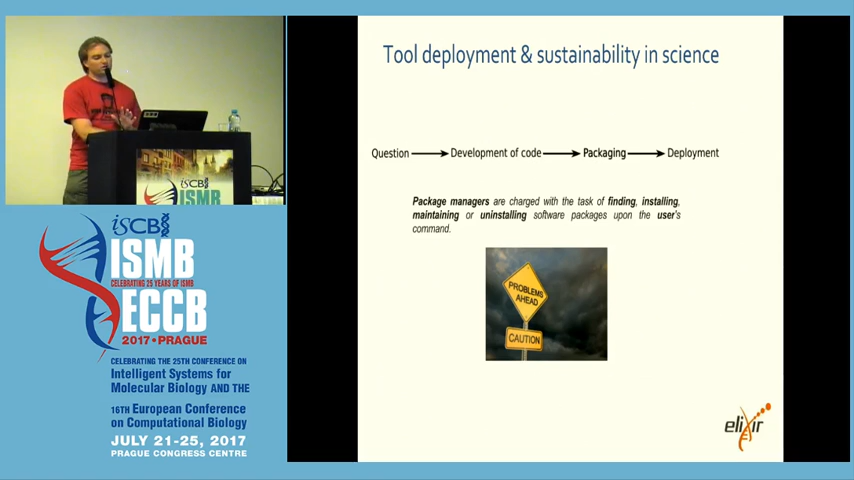 Tool deployment & sustainability in science
Question
Development of code
Packaging
Deployment
Package managers are charged with the task of finding, installing,
maintaining or uninstalling software packages upon the user's
command.
PROBLEMS
AHEAD
CAUTION
elixir
iSCB
ISMB
iSCB
ISMB
CELEBRATING 25 YEARS OF ISMB
ECCB
2017 • PRAGUE
CELEBRATING THE 25TH CONFERENCE ON
Intelligent Systems for
Molecular Biology AND THE
16TH European Conference
on Computational Biology
JULY 21-25, 2017
PRAGUE CONGRESS CENTRE